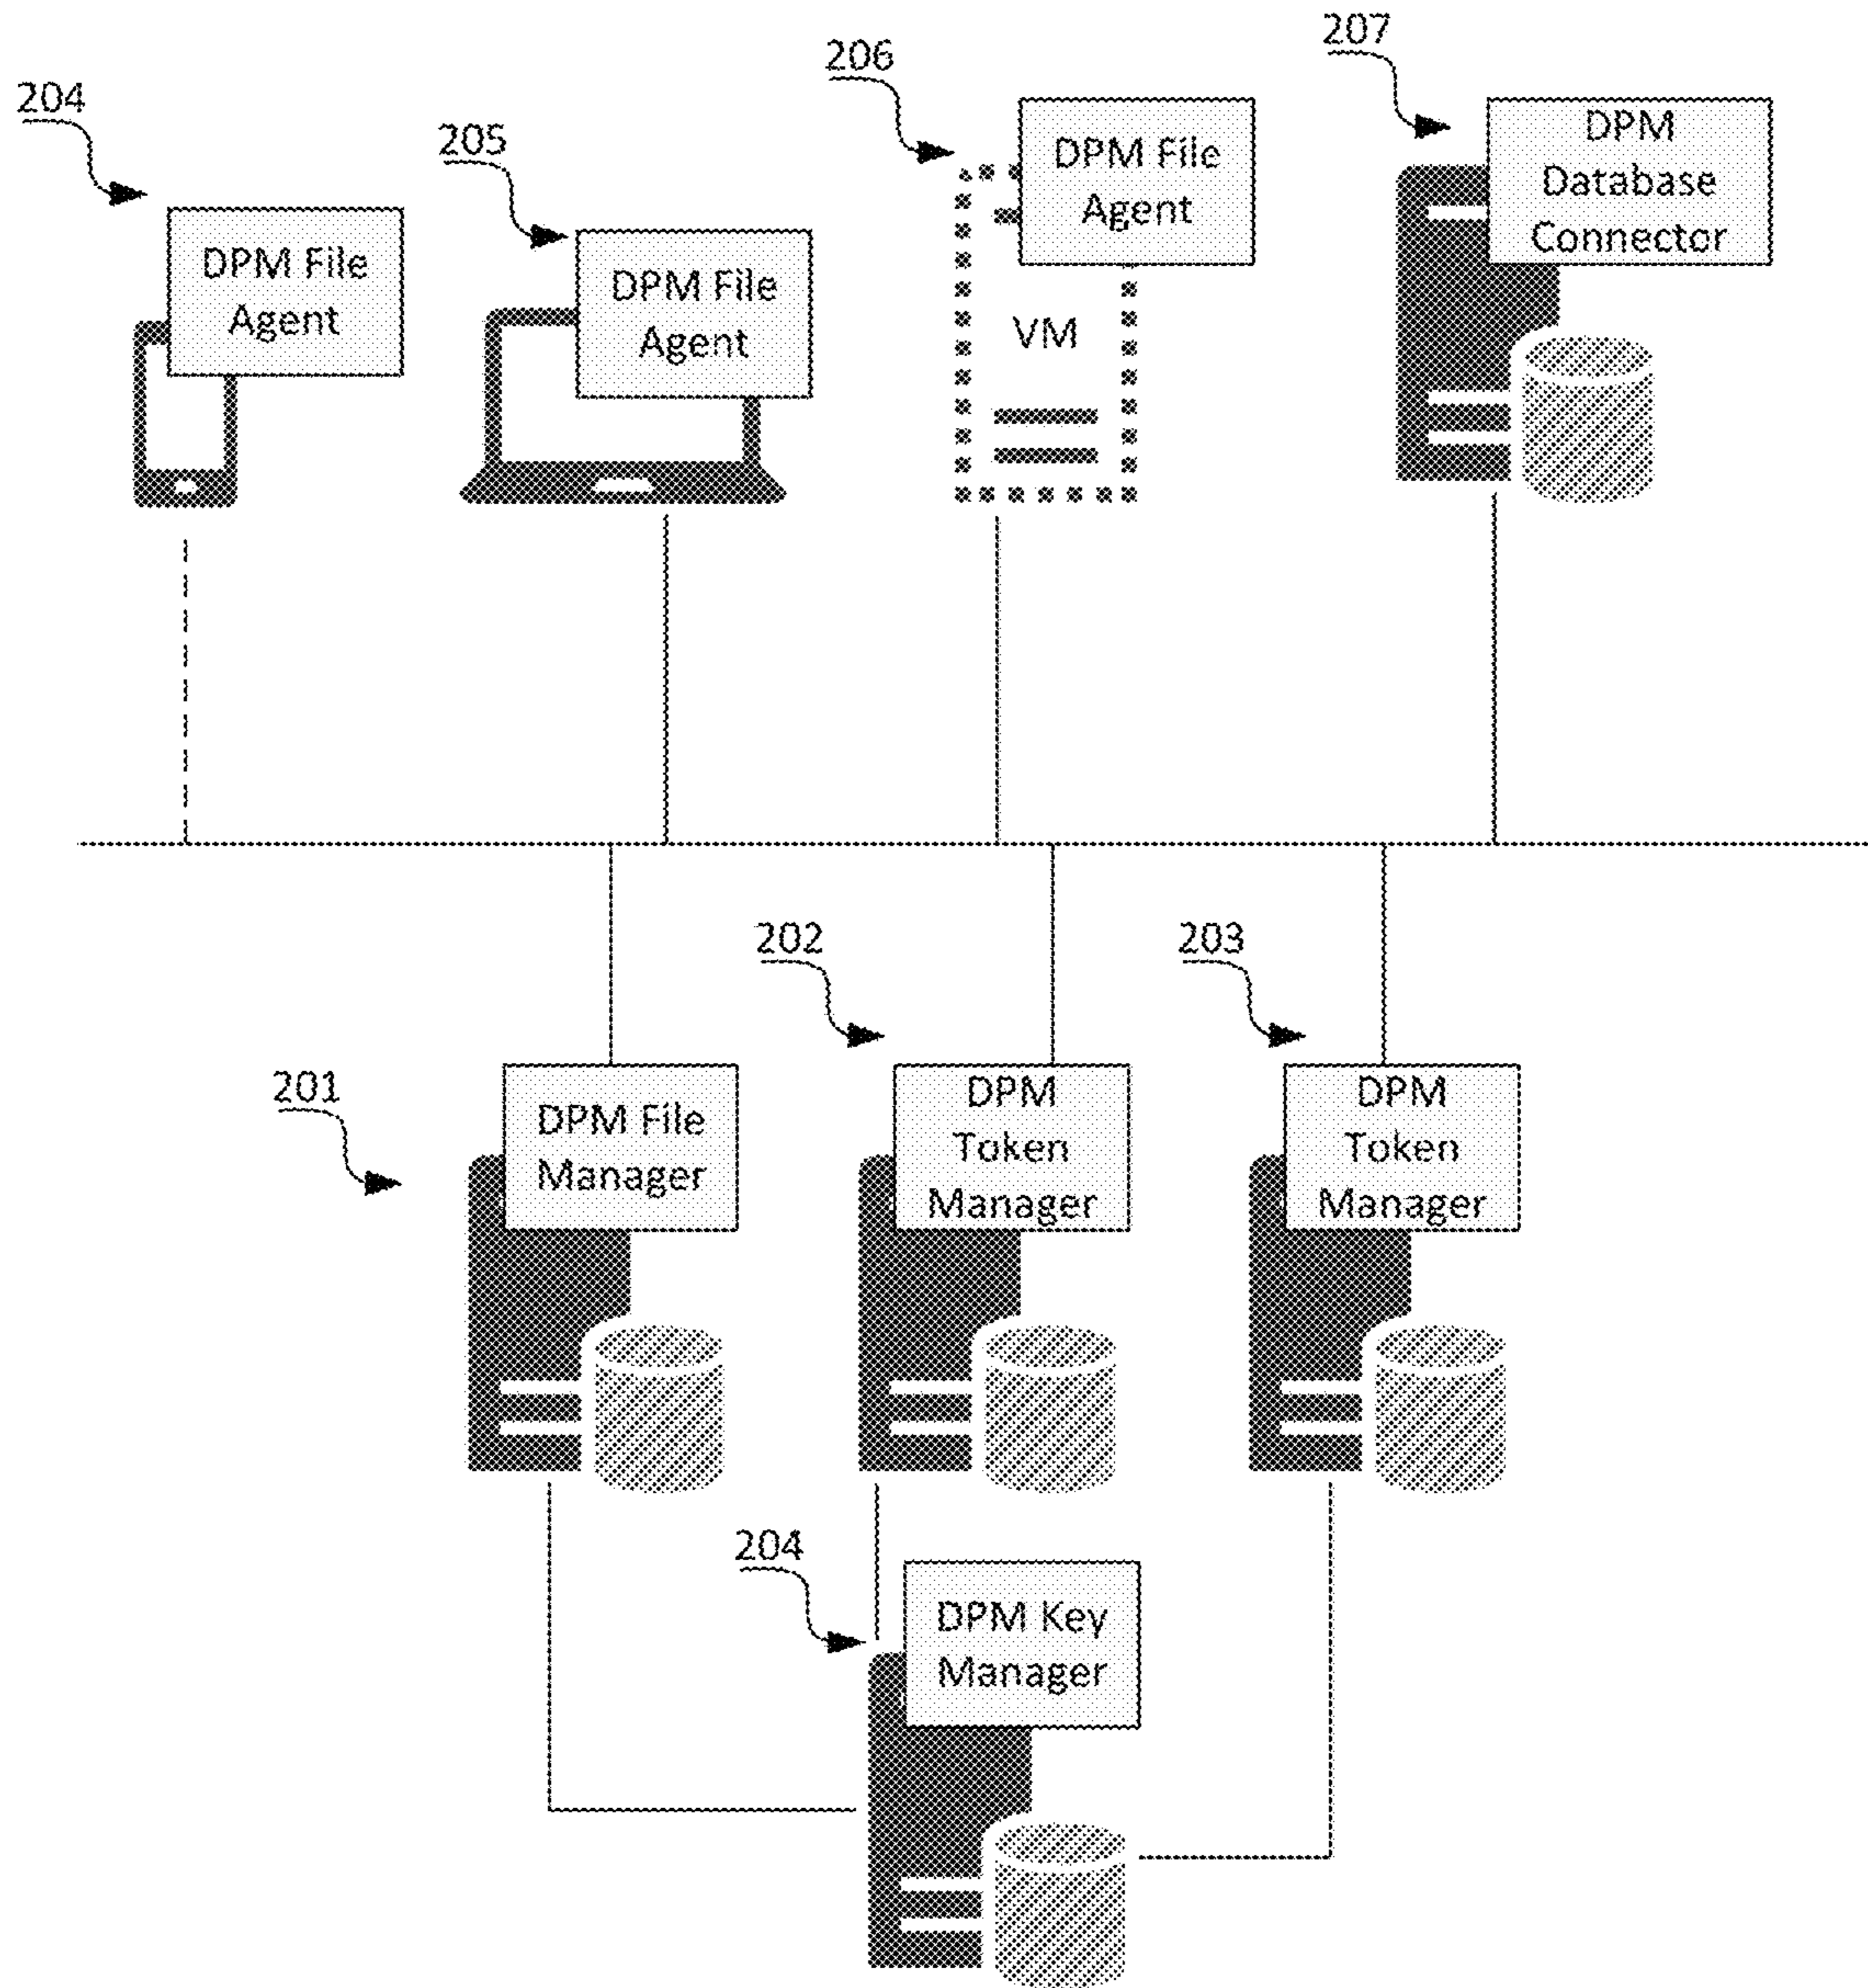 204
DPM File
Agent
205
DPM File
Agent
206
DPM File
Agent
VM
207
DPM
Database
Connector
201
DPM File
Manager
202
DPM
Token
Manager
203
DPM
Token
Manager
204
DPM Key
Manager